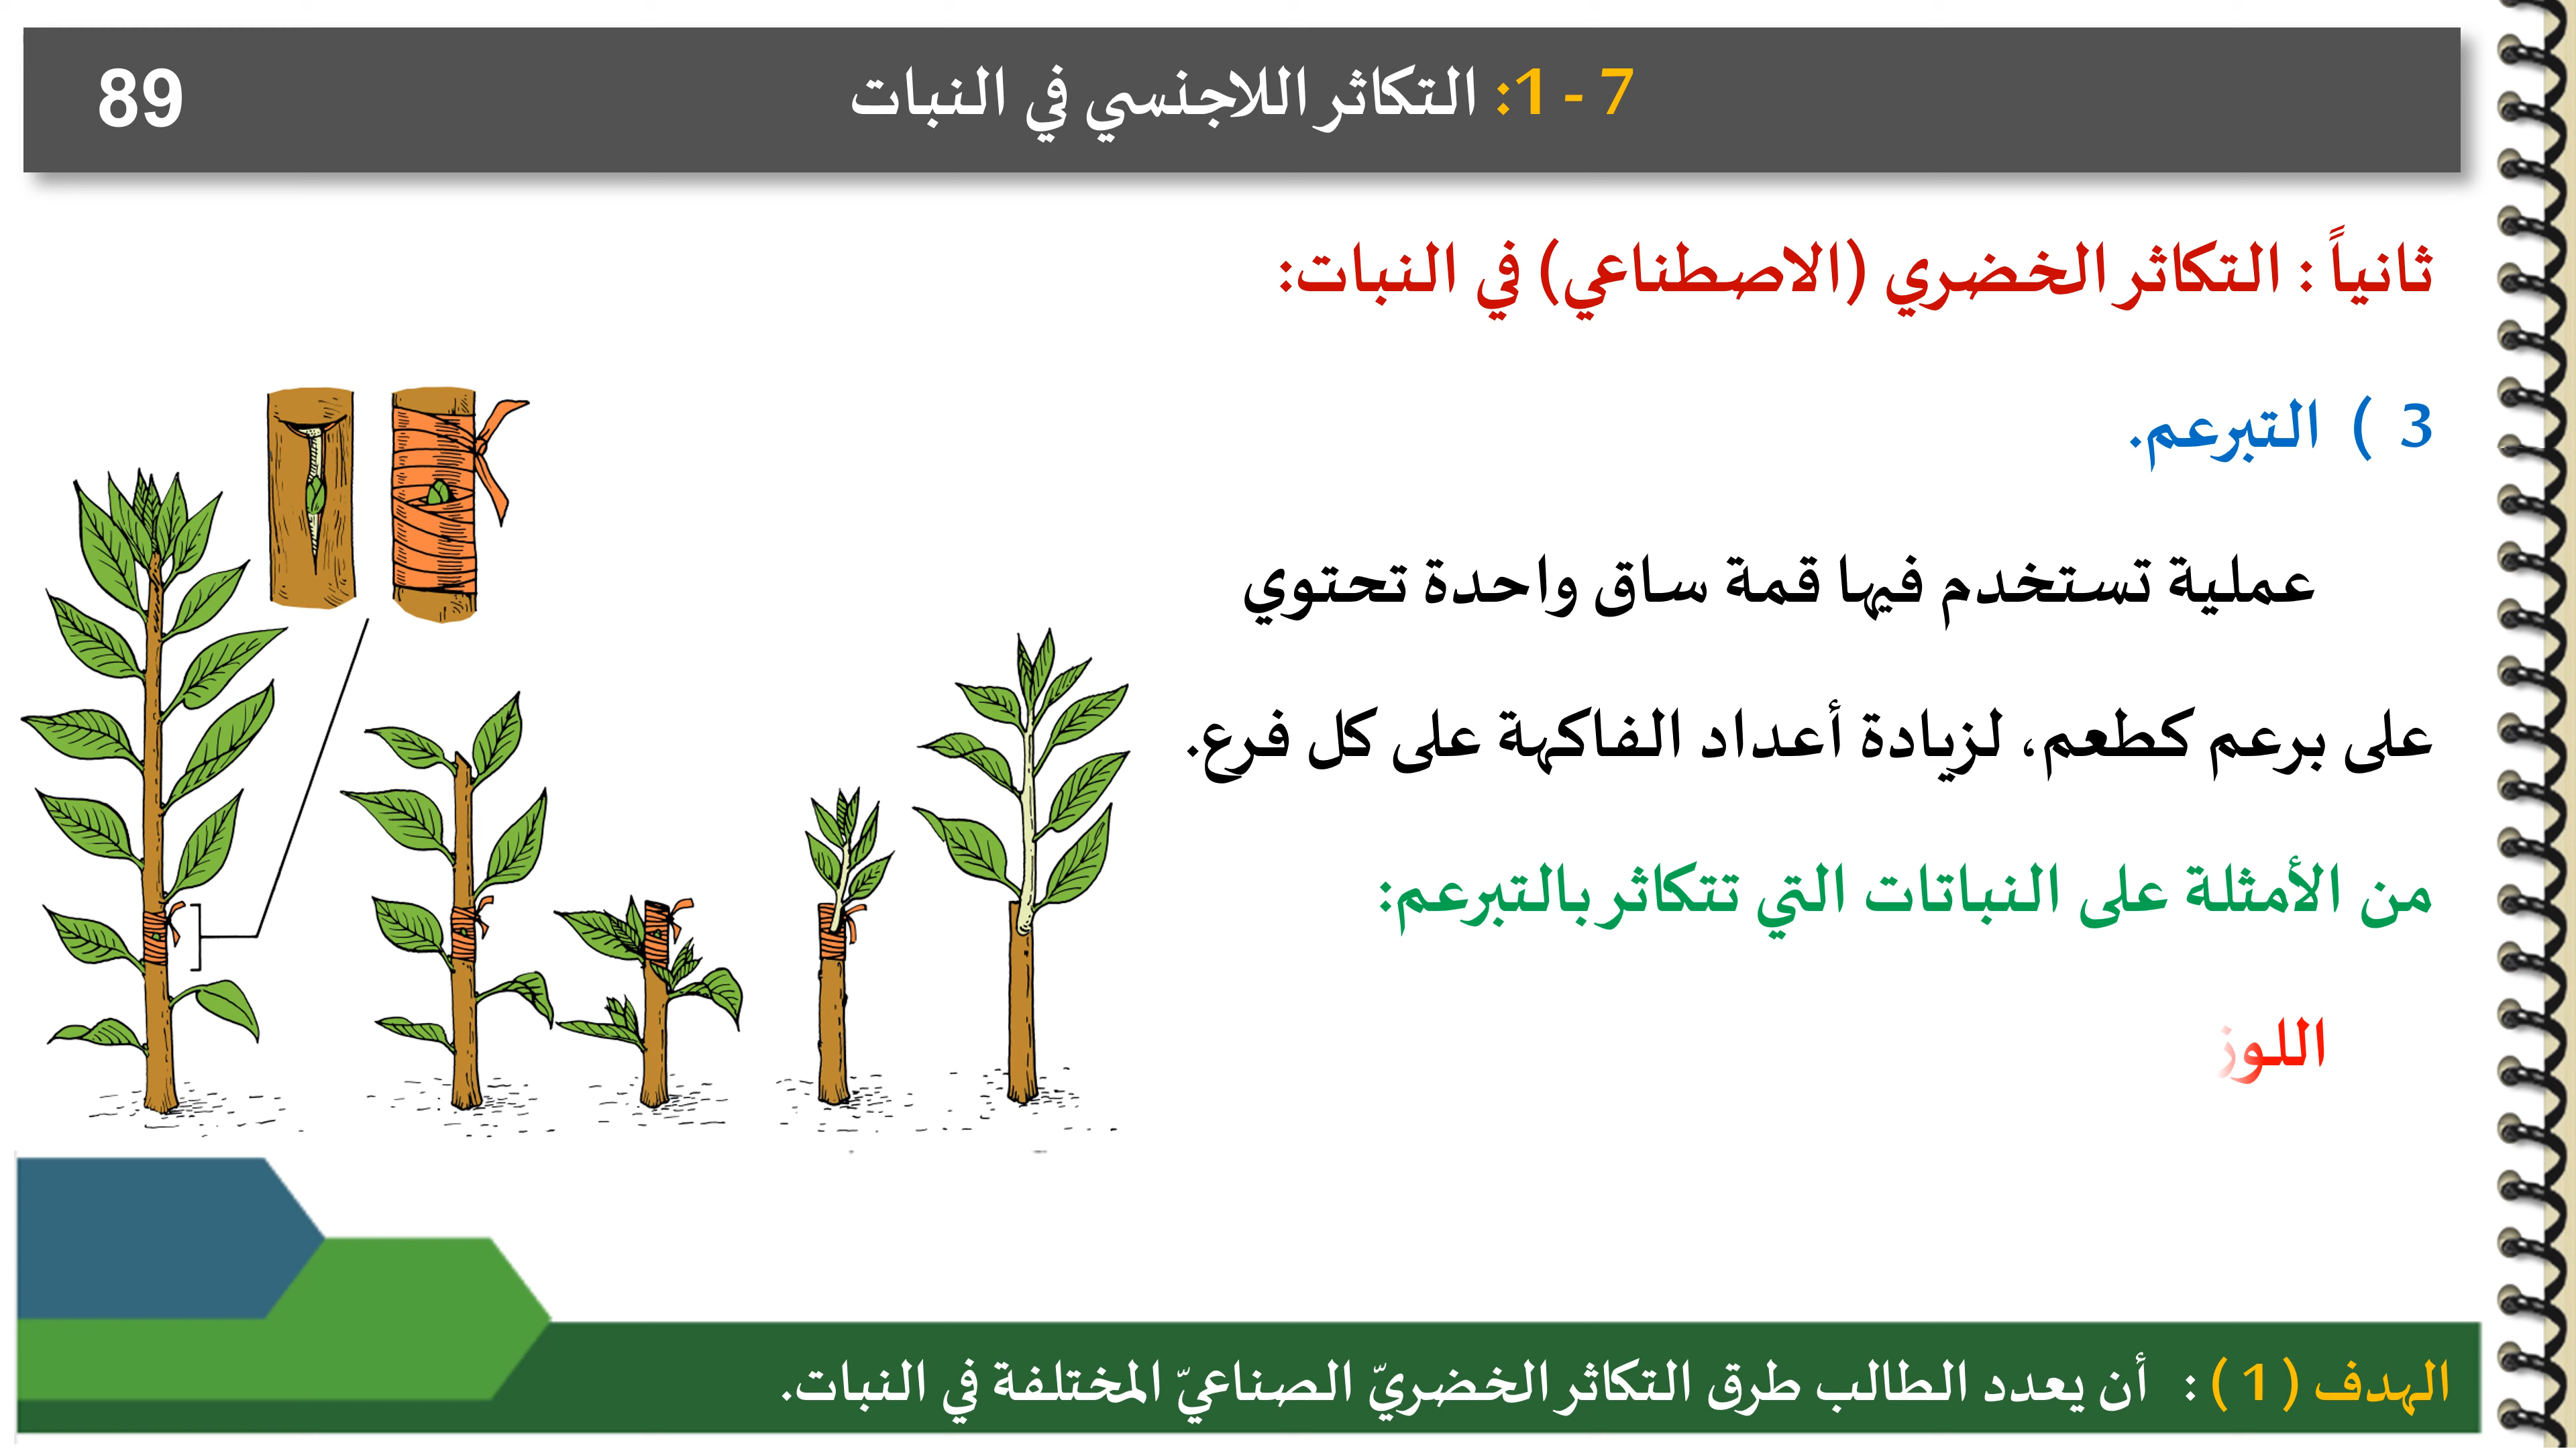 7 - 1: التكاثر اللاجنسي في النبات
89
ثانياً : التكاثر الخضري (الاصطناعي) في النبات:
3 ) التبرعم.
عملية تستخدم فيها قمة ساق واحدة تحتوي
على برعم كطعم، لزيادة أعداد الفاكهة على كل فرع.
من الأمثلة على النباتات التي تتكاثر بالتبرعم:
اللوز
الهدف ( 1 ) : أن يعدد الطالب طرق التكاثر الخضريّ الصناعيّ المختلفة في النبات.